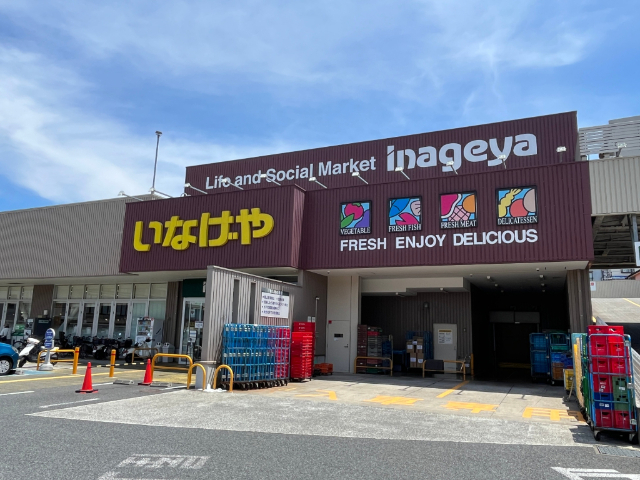 Life and Social Market inageya
いなげや
VEGETABLE
FRESH FISH
FRESH MEAT
DELICATESSEN
FRESH ENJOY DELICIOUS